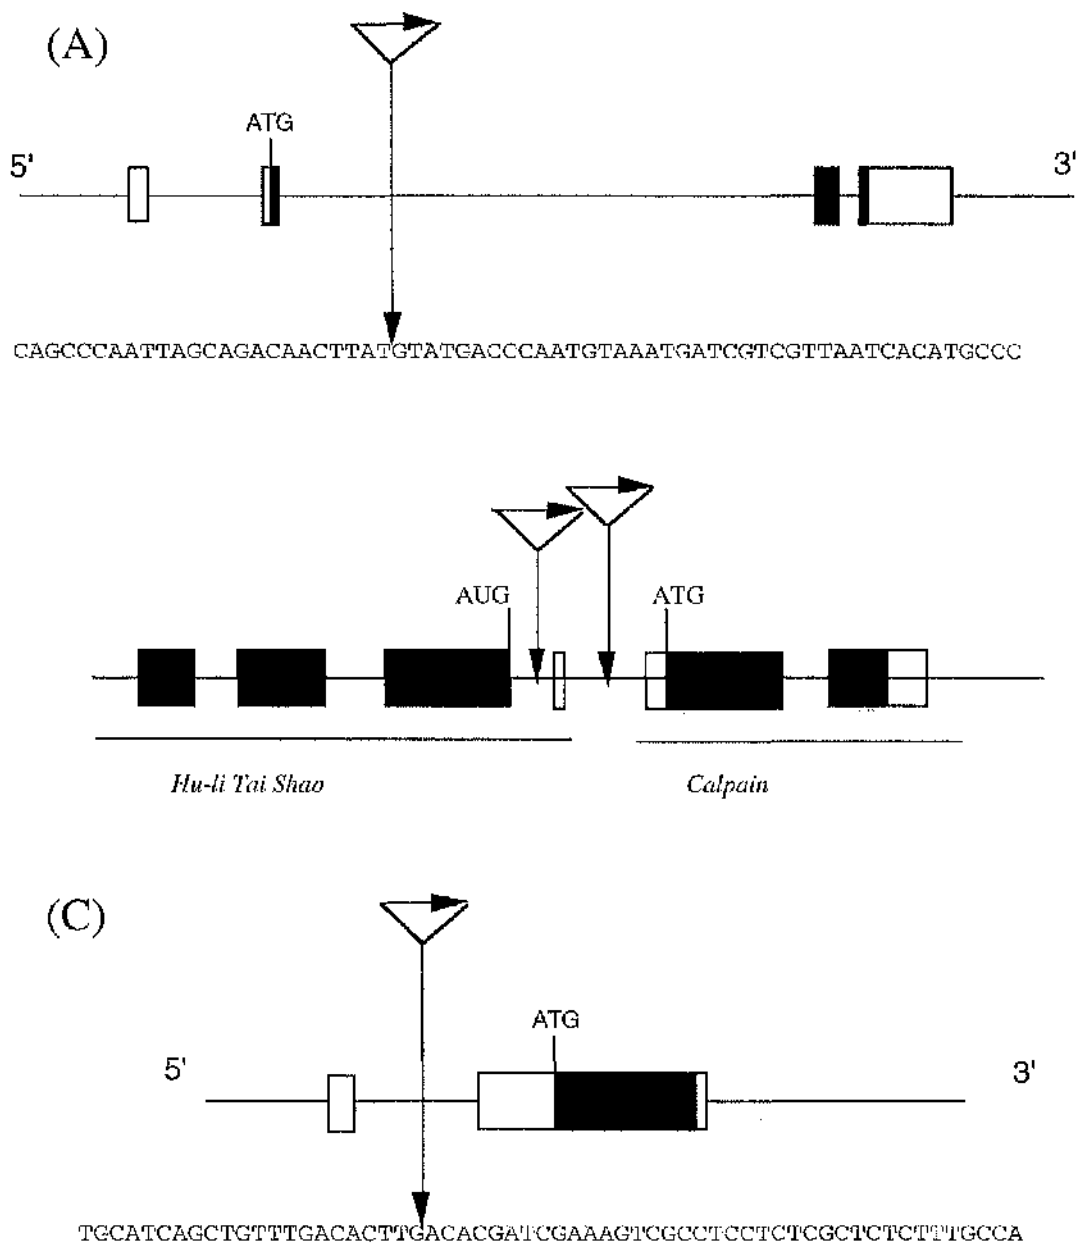 (A)
ATG
5'
3'
CAGCCCAATTAGCAGACAACTTATGTATGACCCAATGTAAATGATCGTCGTTAATCACATGCCC
AUG
ATG
Hu-li Tai Shao
Calpain
(C)
ATG
5'
3'
TGCATCAGCTGTTTGACACTTGACACGATCGAAAGTCGCCTCCTCTCGCTCTCTTTGCCA